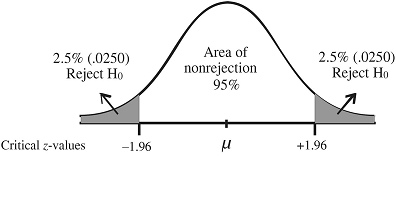 Area of
nonrejection
95%
2.5% (.0250)
Reject H0
2.5% (.0250)
Reject H0
Critical z-values
–1.96
μ
+1.96